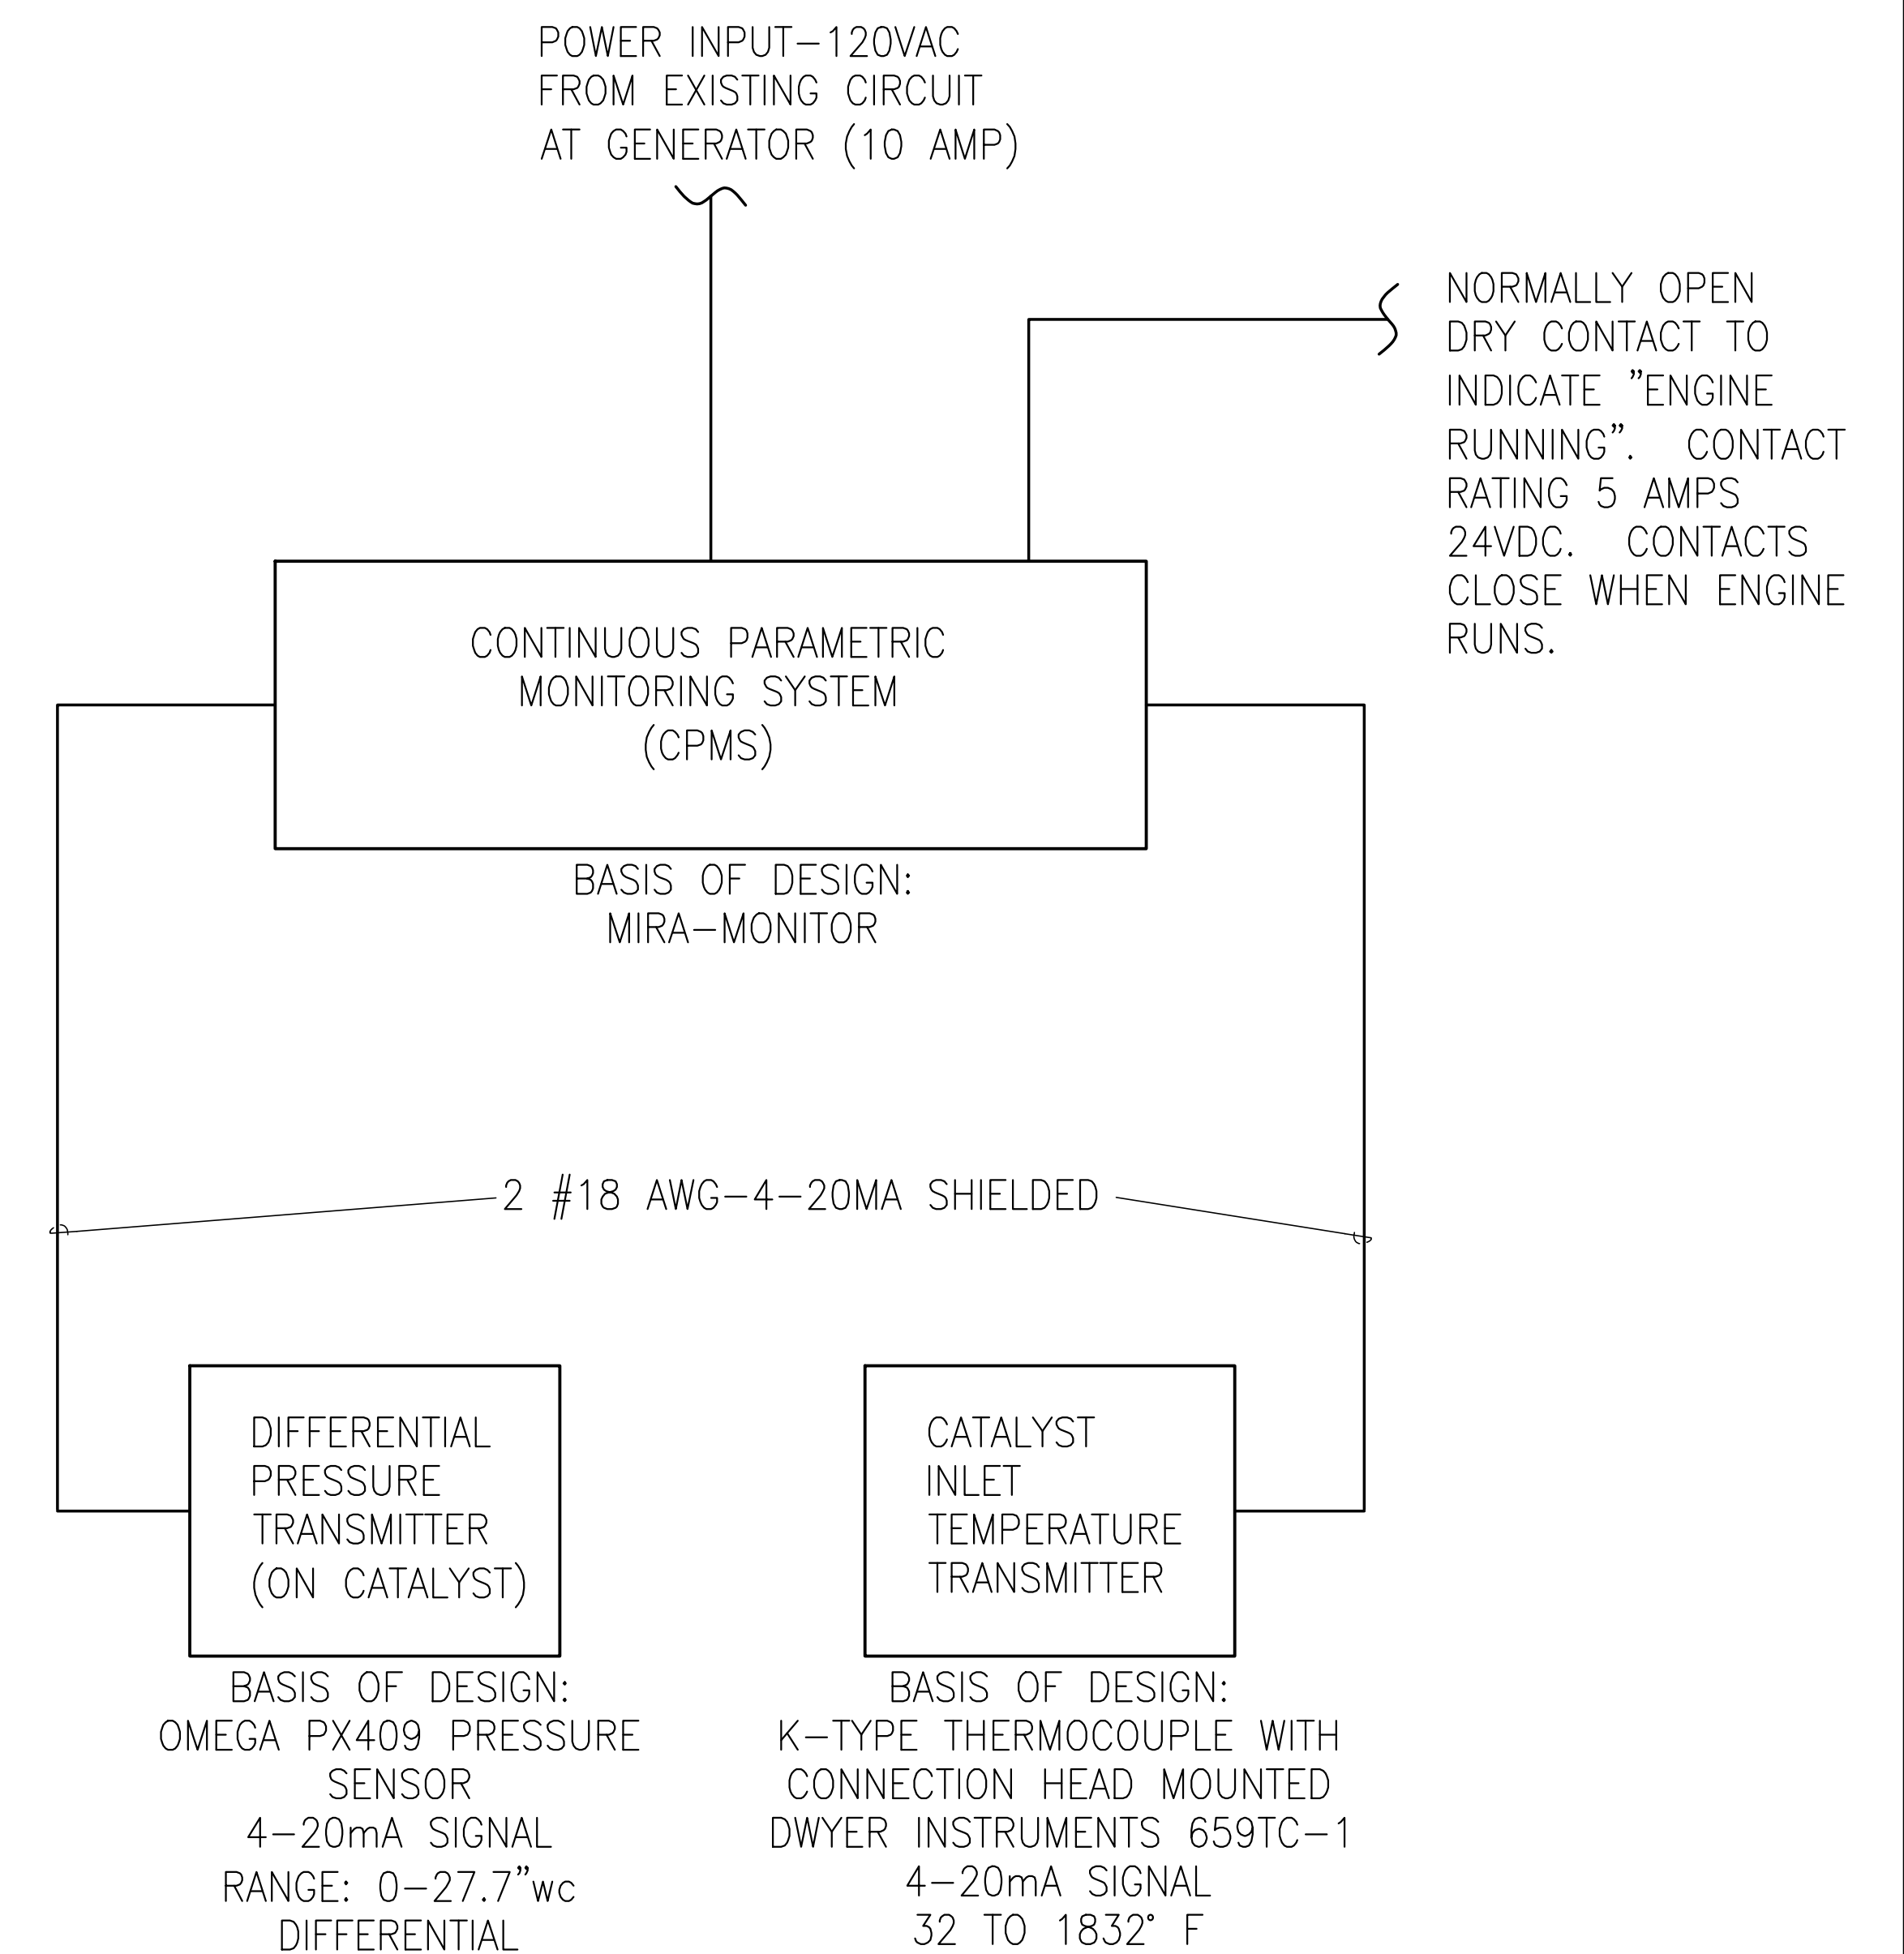 POWER INPUT-120VAC
FROM EXISTING CIRCUIT
AT GENERATOR (10 AMP)
NORMALLY OPEN
DRY CONTACT TO
INDICATE "ENGINE
RUNNING". CONTACT
RATING 5 AMPS
24VDC. CONTACTS
CLOSE WHEN ENGINE
RUNS.
CONTINUOUS PARAMETRIC
MONITORING SYSTEM
(CPMS)
BASIS OF DESIGN:
MIRA-MONITOR
2 #18 AWG-4-20MA SHIELDED
DIFFERENTIAL
PRESSURE
TRANSMITTER
(ON CATALYST)
BASIS OF DESIGN:
OMEGA PX409 PRESSURE
SENSOR
4-20mA SIGNAL
RANGE: 0-27.7"wc
DIFFERENTIAL
CATALYST
INLET
TEMPERATURE
TRANSMITTER
BASIS OF DESIGN:
K-TYPE THERMOCOUPLE WITH
CONNECTION HEAD MOUNTED
DWYER INSTRUMENTS 659TC-1
4-20mA SIGNAL
32 TO 1832° F